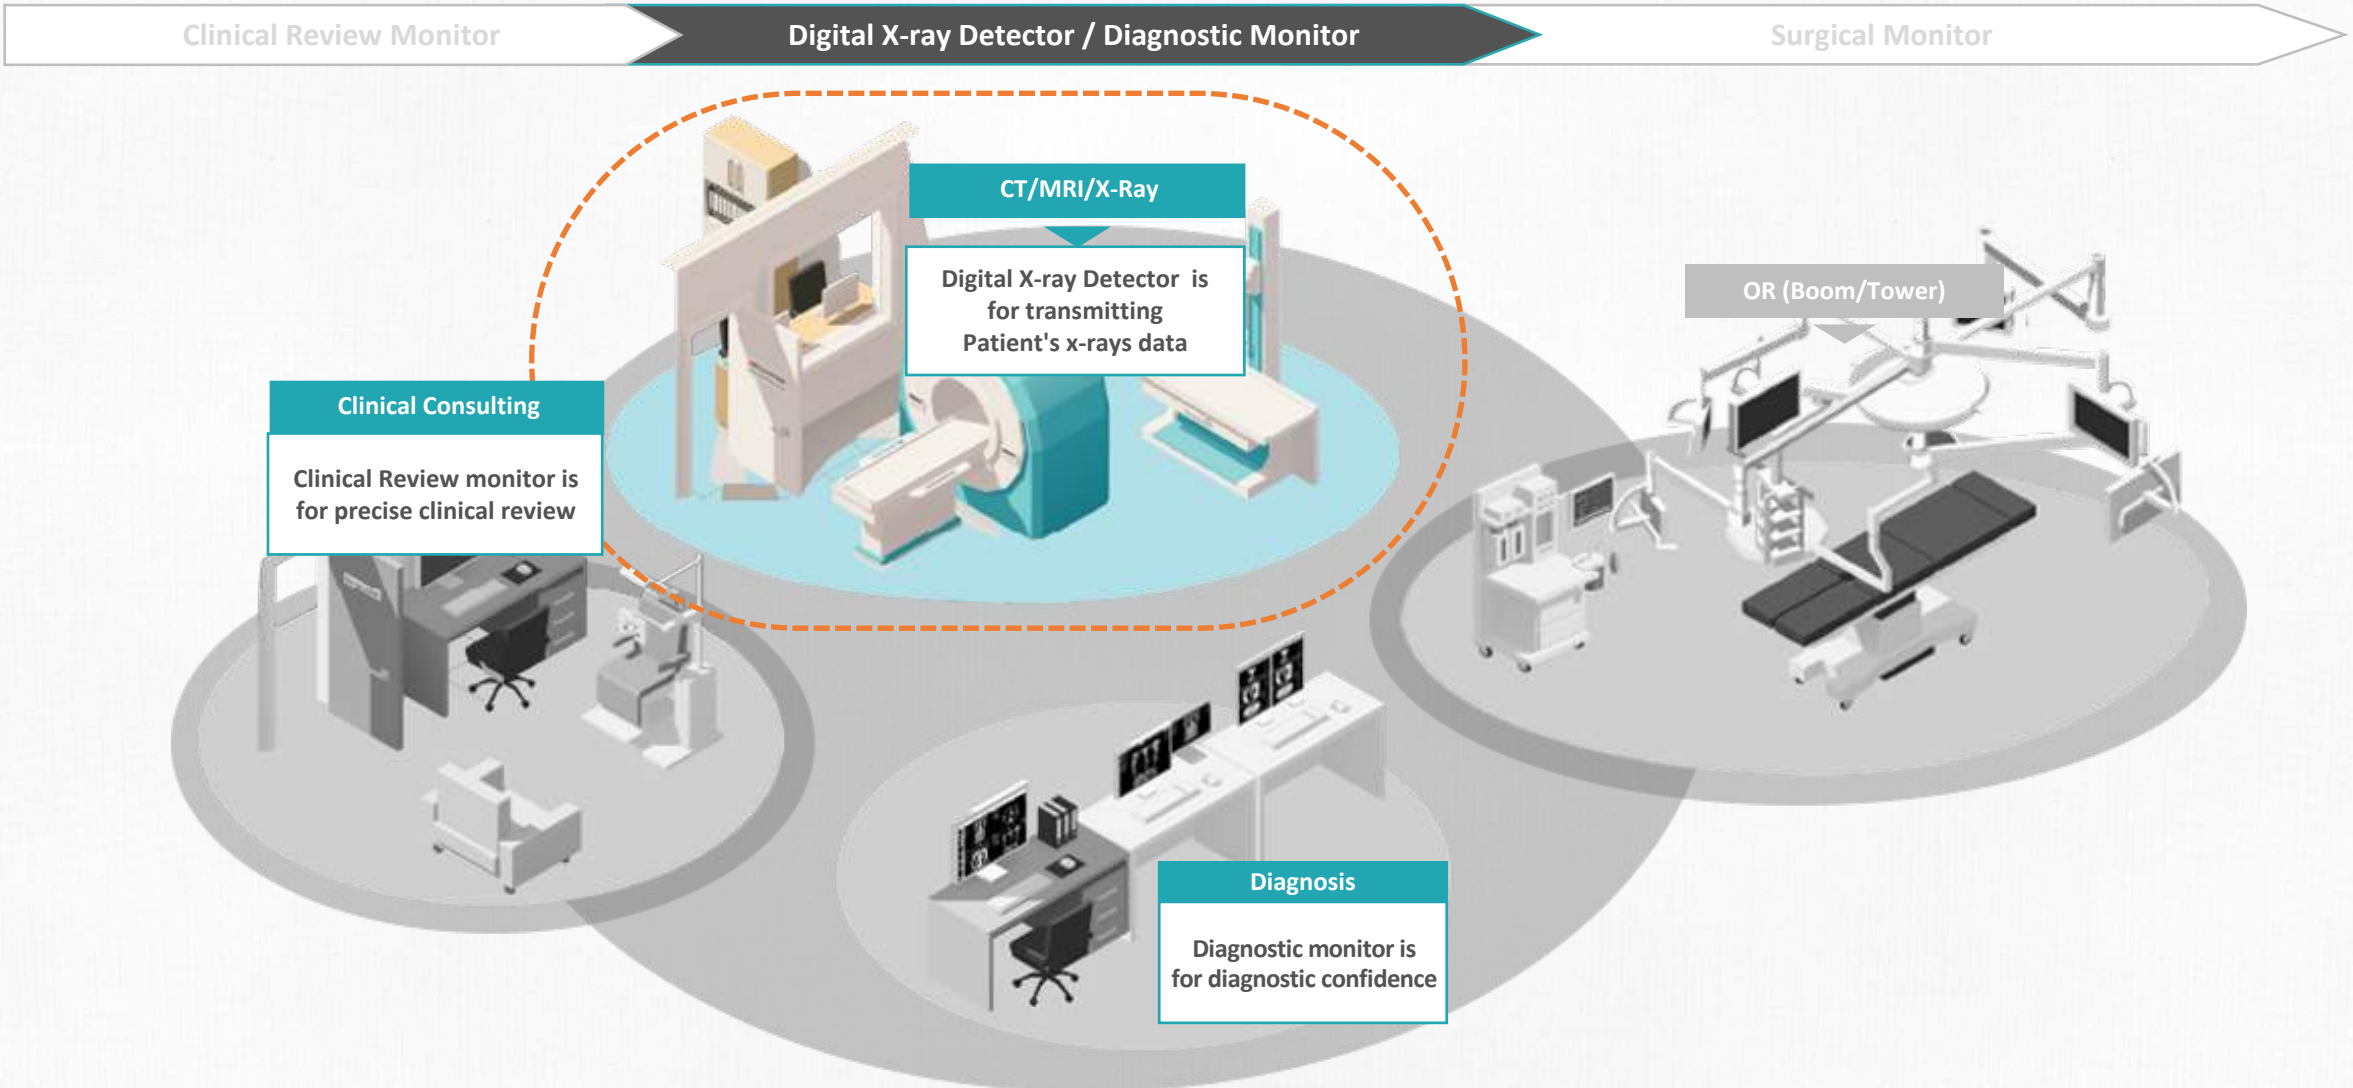 Clinical Review Monitor
Digital X-ray Detector / Diagnostic Monitor
Surgical Monitor
CT/MRI/X-Ray
Digital X-ray Detector  is
for transmitting
Patient's x-rays data
OR (Boom/Tower)
Clinical Consulting
Clinical Review monitor is
for precise clinical review
Diagnosis
Diagnostic monitor is
for diagnostic confidence